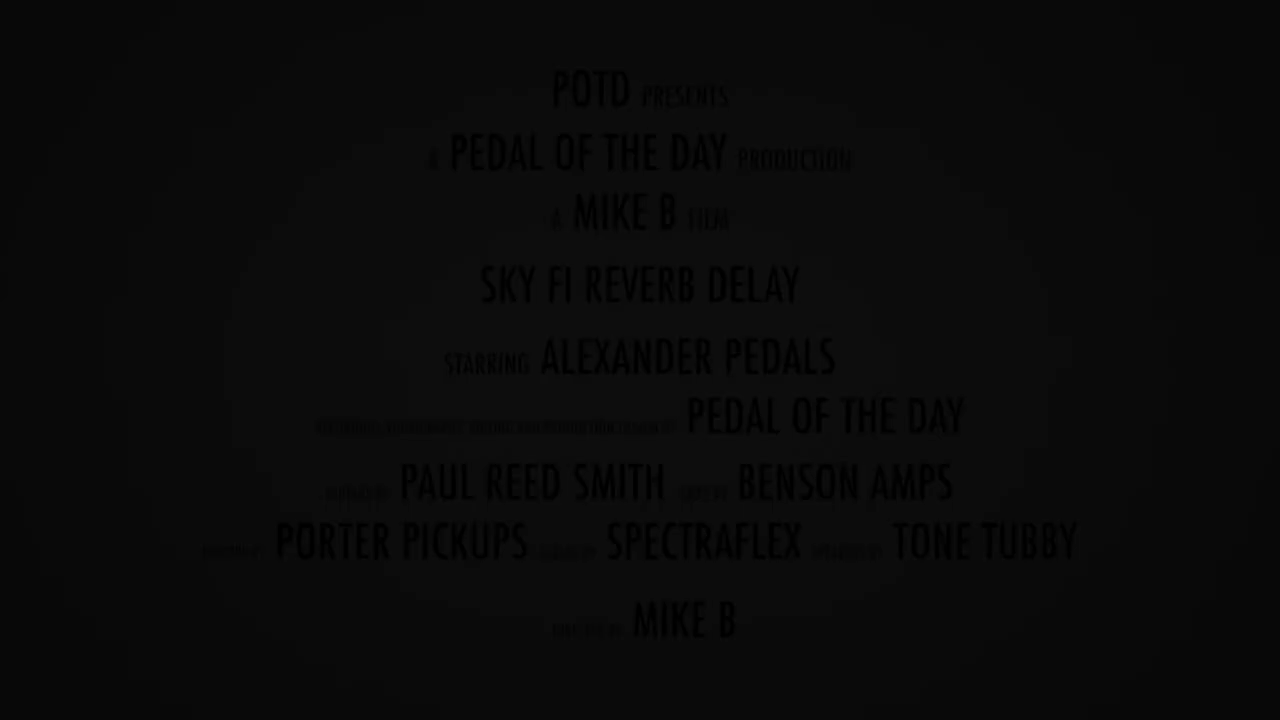 POTD PRESENTS
A PEDAL OF THE DAY PRODUCTION
A MIKE B FILM
SKY FI REVERB DELAY
STARRING ALEXANDER PEDALS
PEDAL OF THE DAY
PAUL REED SMITH BENSON AMPS
PORTER PICKUPS SPECTRAFLEX TONE TUBBY
MIKE B